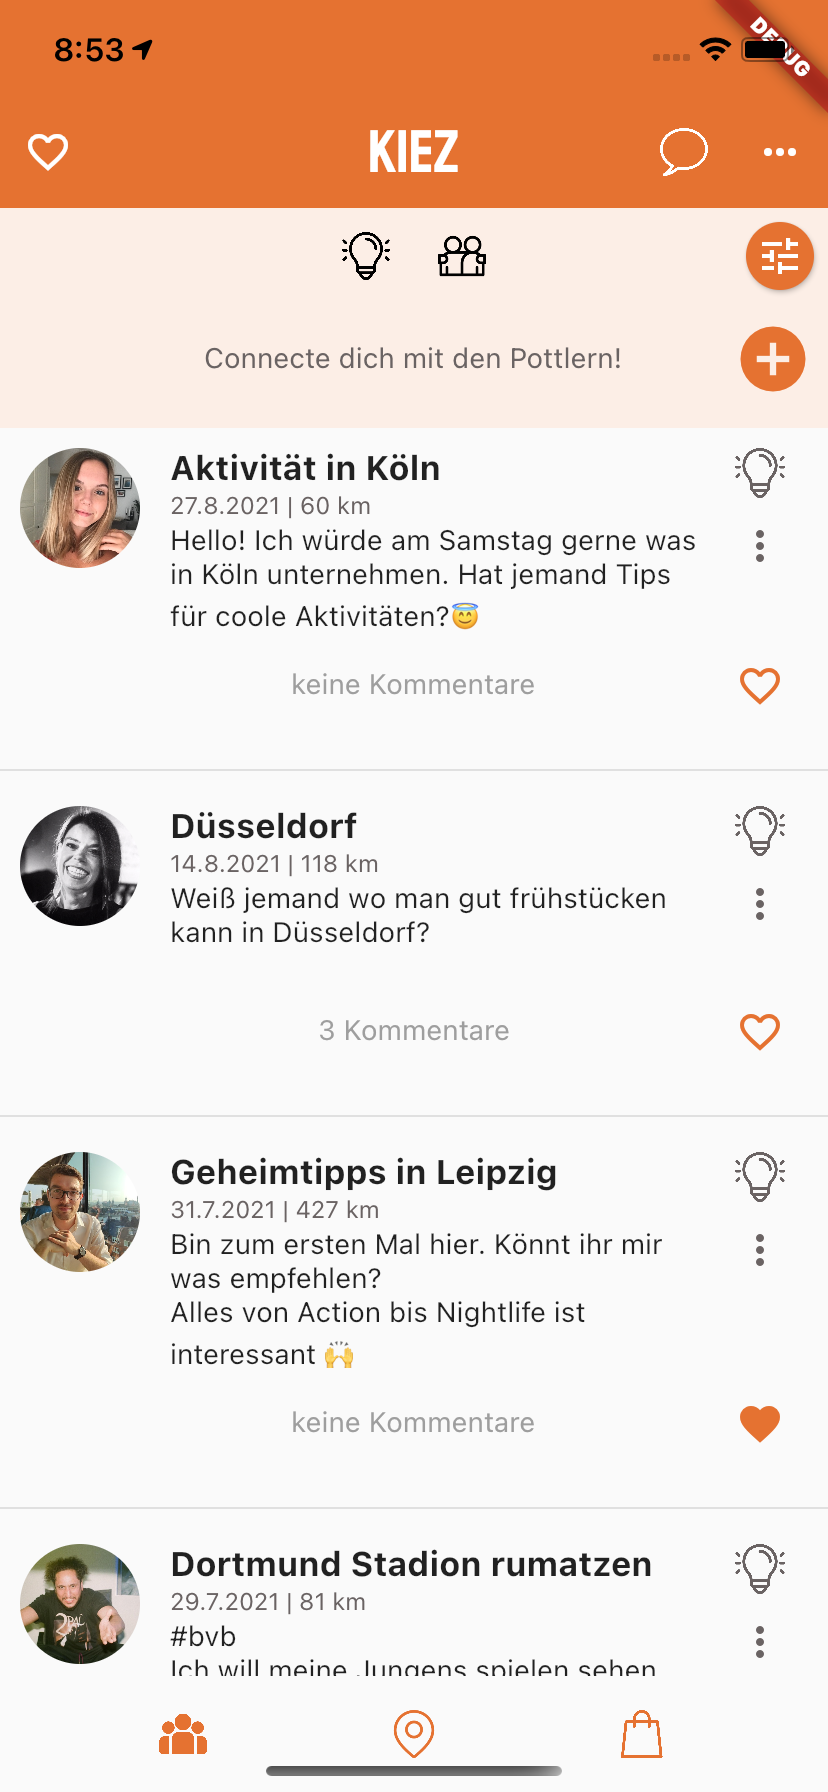 8:53
DEBUG
KIEZ
Connecte dich mit den Pottlern!
Aktivität in Köln
27.8.2021 | 60 km
Hello! Ich würde am Samstag gerne was
in Köln unternehmen. Hat jemand Tips
für coole Aktivitäten?😇
keine Kommentare
Düsseldorf
14.8.2021 | 118 km
Weiß jemand wo man gut frühstücken
kann in Düsseldorf?
3 Kommentare
Geheimtipps in Leipzig
31.7.2021 | 427 km
Bin zum ersten Mal hier. Könnt ihr mir
was empfehlen?
Alles von Action bis Nightlife ist
interessant 🙌
keine Kommentare
Dortmund Stadion rumatzen
29.7.2021 | 81 km
#bvb
Ich will meine Jungens spielen sehen